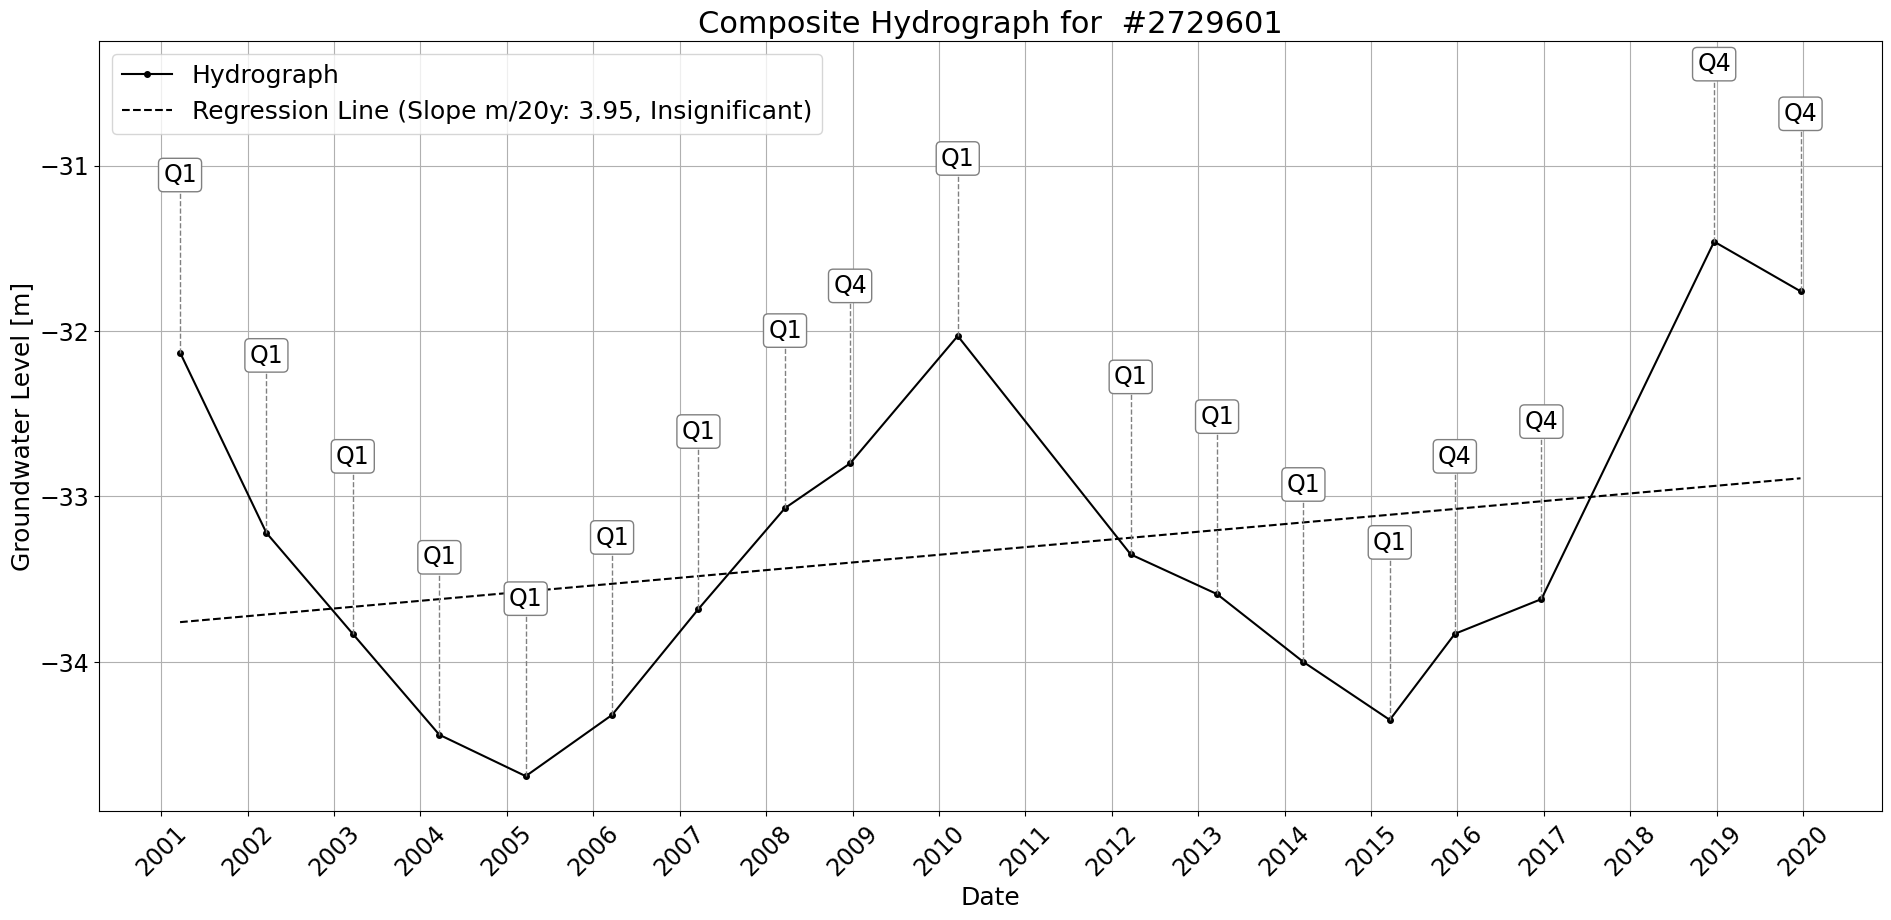 Composite Hydrograph for  #2729601
Hydrograph
Regression Line (Slope m/20y: 3.95, Insignificant)
Groundwater Level [m]
−31
−32
−33
−34
Q1
Q1
Q1
Q1
Q1
Q1
Q1
Q1
Q4
Q1
Q1
Q1
Q1
Q1
Q4
Q4
Q4
Q4
2001
2002
2003
2004
2005
2006
2007
2008
2009
2010
2011
2012
2013
2014
2015
2016
2017
2018
2019
2020
Date